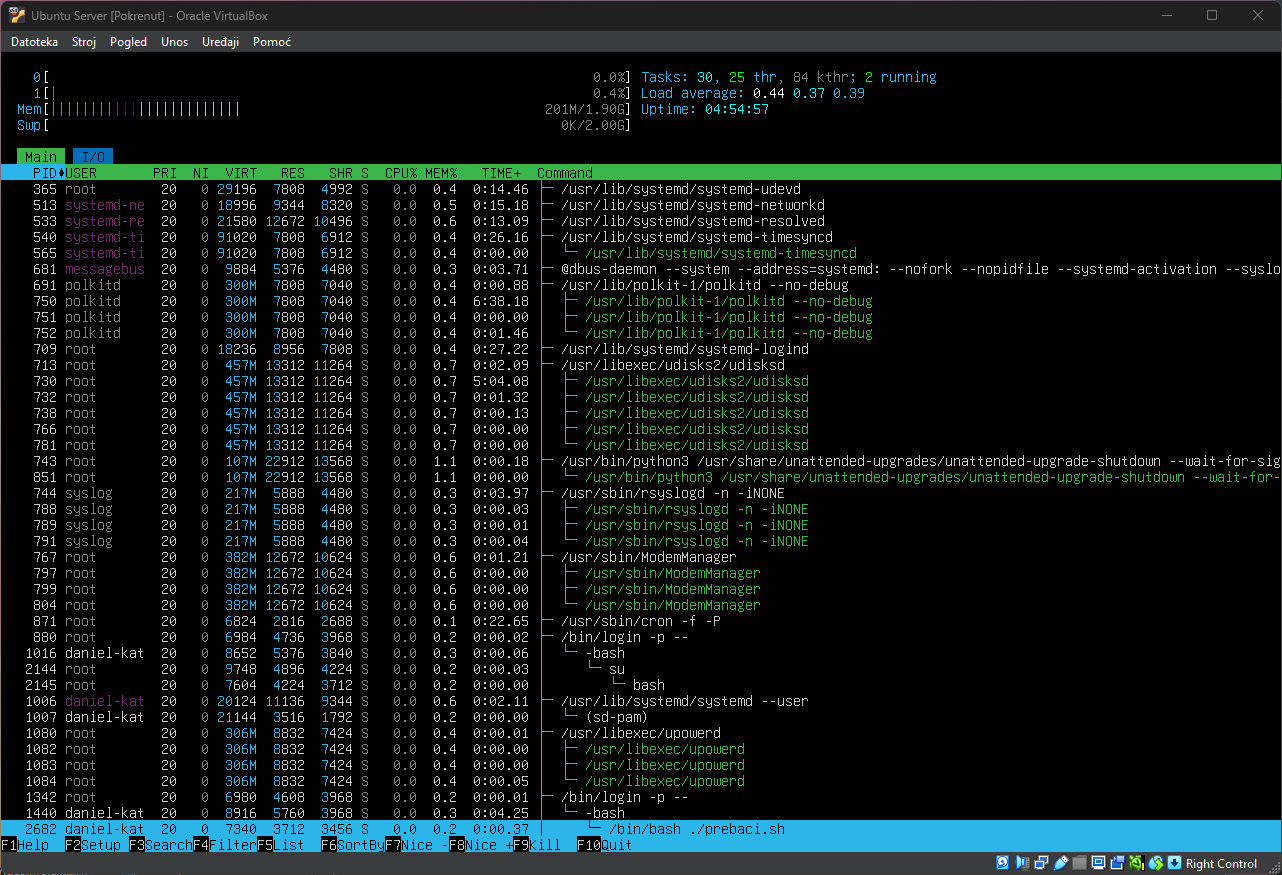 Ubuntu Server [Pokrenut] - Oracle VirtualBox
Datoteka Stroj Pogled Unos Uređaji Pomoć
0[ 0.0%] Tasks: 30, 25 thr, 84 kthr; 2 running
1[| 0.4%] Load average: 0.44 0.37 0.39
Mem[|||||||||||||||||||||||| 201M/1.90G] Uptime: 04:54:57
Swp[ 0K/2.00G]
Main I/O
PID USER PRI NI VIRT RES SHR S CPU% MEM% TIME+ Command
365 root 20 0 29196 7808 4992 S 0.0 0.4 0:14.46 ├─ /usr/lib/systemd/systemd-udevd
513 systemd-ne 20 0 18996 9344 8320 S 0.0 0.5 0:15.18 ├─ /usr/lib/systemd/systemd-networkd
533 systemd-re 20 0 21580 12672 10496 S 0.0 0.6 0:13.09 ├─ /usr/lib/systemd/systemd-resolved
540 systemd-ti 20 0 91020 7808 6912 S 0.0 0.4 0:26.16 ├─ /usr/lib/systemd/systemd-timesyncd
565 systemd-ti 20 0 91020 7808 6912 S 0.0 0.4 0:00.00 │ └─ /usr/lib/systemd/systemd-timesyncd
681 messagebus 20 0 9884 5376 4480 S 0.0 0.3 0:03.71 ├─ @dbus-daemon --system --address=systemd: --nofork --nopidfile --systemd-activation --syslo
691 polkitd 20 0 300M 7808 7040 S 0.0 0.4 0:00.88 ├─ /usr/lib/polkit-1/polkitd --no-debug
750 polkitd 20 0 300M 7808 7040 S 0.0 0.4 6:38.18 │ ├─ /usr/lib/polkit-1/polkitd --no-debug
751 polkitd 20 0 300M 7808 7040 S 0.0 0.4 0:00.00 │ ├─ /usr/lib/polkit-1/polkitd --no-debug
752 polkitd 20 0 300M 7808 7040 S 0.0 0.4 0:01.46 │ └─ /usr/lib/polkit-1/polkitd --no-debug
709 root 20 0 18236 8956 7808 S 0.0 0.4 0:27.22 ├─ /usr/lib/systemd/systemd-logind
713 root 20 0 457M 13312 11264 S 0.0 0.7 0:02.09 ├─ /usr/libexec/udisks2/udisksd
730 root 20 0 457M 13312 11264 S 0.0 0.7 5:04.08 │ ├─ /usr/libexec/udisks2/udisksd
732 root 20 0 457M 13312 11264 S 0.0 0.7 0:01.32 │ ├─ /usr/libexec/udisks2/udisksd
738 root 20 0 457M 13312 11264 S 0.0 0.7 0:00.13 │ ├─ /usr/libexec/udisks2/udisksd
766 root 20 0 457M 13312 11264 S 0.0 0.7 0:00.00 │ ├─ /usr/libexec/udisks2/udisksd
781 root 20 0 457M 13312 11264 S 0.0 0.7 0:00.00 │ └─ /usr/libexec/udisks2/udisksd
743 root 20 0 107M 22912 13568 S 0.0 1.1 0:00.18 ├─ /usr/bin/python3 /usr/share/unattended-upgrades/unattended-upgrade-shutdown --wait-for-sig
851 root 20 0 107M 22912 13568 S 0.0 1.1 0:00.00 │ └─ /usr/bin/python3 /usr/share/unattended-upgrades/unattended-upgrade-shutdown --wait-for-
744 syslog 20 0 217M 5888 4480 S 0.0 0.3 0:03.97 ├─ /usr/sbin/rsyslogd -n -iNONE
788 syslog 20 0 217M 5888 4480 S 0.0 0.3 0:00.03 │ ├─ /usr/sbin/rsyslogd -n -iNONE
789 syslog 20 0 217M 5888 4480 S 0.0 0.3 0:00.01 │ ├─ /usr/sbin/rsyslogd -n -iNONE
791 syslog 20 0 217M 5888 4480 S 0.0 0.3 0:00.04 │ └─ /usr/sbin/rsyslogd -n -iNONE
767 root 20 0 382M 12672 10624 S 0.0 0.6 0:01.21 ├─ /usr/sbin/ModemManager
797 root 20 0 382M 12672 10624 S 0.0 0.6 0:00.00 │ ├─ /usr/sbin/ModemManager
799 root 20 0 382M 12672 10624 S 0.0 0.6 0:00.00 │ ├─ /usr/sbin/ModemManager
804 root 20 0 382M 12672 10624 S 0.0 0.6 0:00.00 │ └─ /usr/sbin/ModemManager
871 root 20 0 6824 2816 2688 S 0.0 0.1 0:22.65 ├─ /usr/sbin/cron -f -P
880 root 20 0 6984 4736 3968 S 0.0 0.2 0:00.02 ├─ /bin/login -p --
1016 daniel-kat 20 0 8652 5376 3840 S 0.0 0.3 0:00.06 │ └─ -bash
2144 root 20 0 9748 4896 4224 S 0.0 0.2 0:00.03 │ └─ su
2145 root 20 0 7604 4224 3712 S 0.0 0.2 0:00.00 │ └─ bash
1006 daniel-kat 20 0 20124 11136 9344 S 0.0 0.6 0:02.11 ├─ /usr/lib/systemd/systemd --user
1007 daniel-kat 20 0 21144 3516 1792 S 0.0 0.2 0:00.00 │ └─ (sd-pam)
1080 root 20 0 306M 8832 7424 S 0.0 0.4 0:00.01 ├─ /usr/libexec/upowerd
1082 root 20 0 306M 8832 7424 S 0.0 0.4 0:00.00 │ ├─ /usr/libexec/upowerd
1083 root 20 0 306M 8832 7424 S 0.0 0.4 0:00.00 │ ├─ /usr/libexec/upowerd
1084 root 20 0 306M 8832 7424 S 0.0 0.4 0:00.05 │ └─ /usr/libexec/upowerd
1342 root 20 0 6980 4608 3968 S 0.0 0.2 0:00.01 ├─ /bin/login -p --
1440 daniel-kat 20 0 8916 5760 3968 S 0.0 0.3 0:04.25 │ └─ -bash
2682 daniel-kat 20 0 7340 3712 3456 S 0.0 0.2 0:00.37 │ └─ /bin/bash ./prebaci.sh
F1Help F2Setup F3SearchF4FilterF5List F6SortByF7Nice -F8Nice +F9Kill F10Quit
Right Control